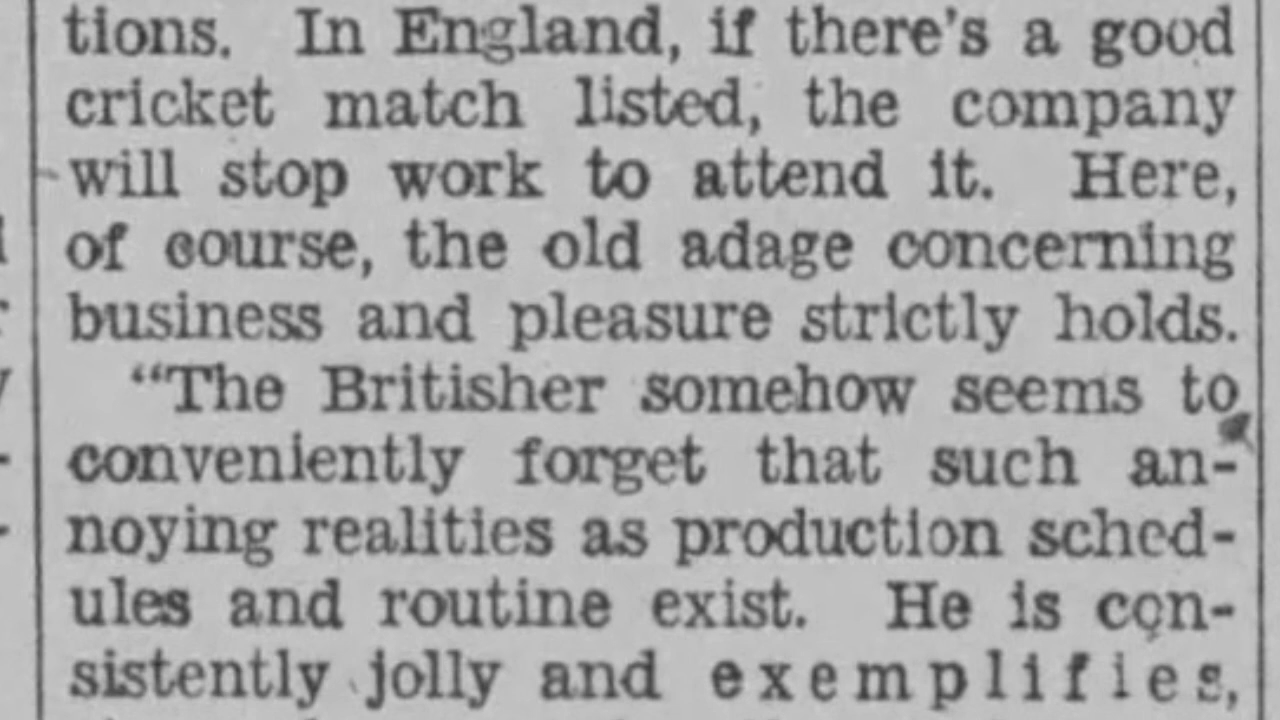 tions. In England, if there's a good
cricket match listed, the company
will stop work to attend it. Here,
of course, the old adage concerning
business and pleasure strictly holds.
"The Britisher somehow seems to
conveniently forget that such an-
noying realities as production sched-
ules and routine exist. He is con-
sistently jolly and exemplifies,